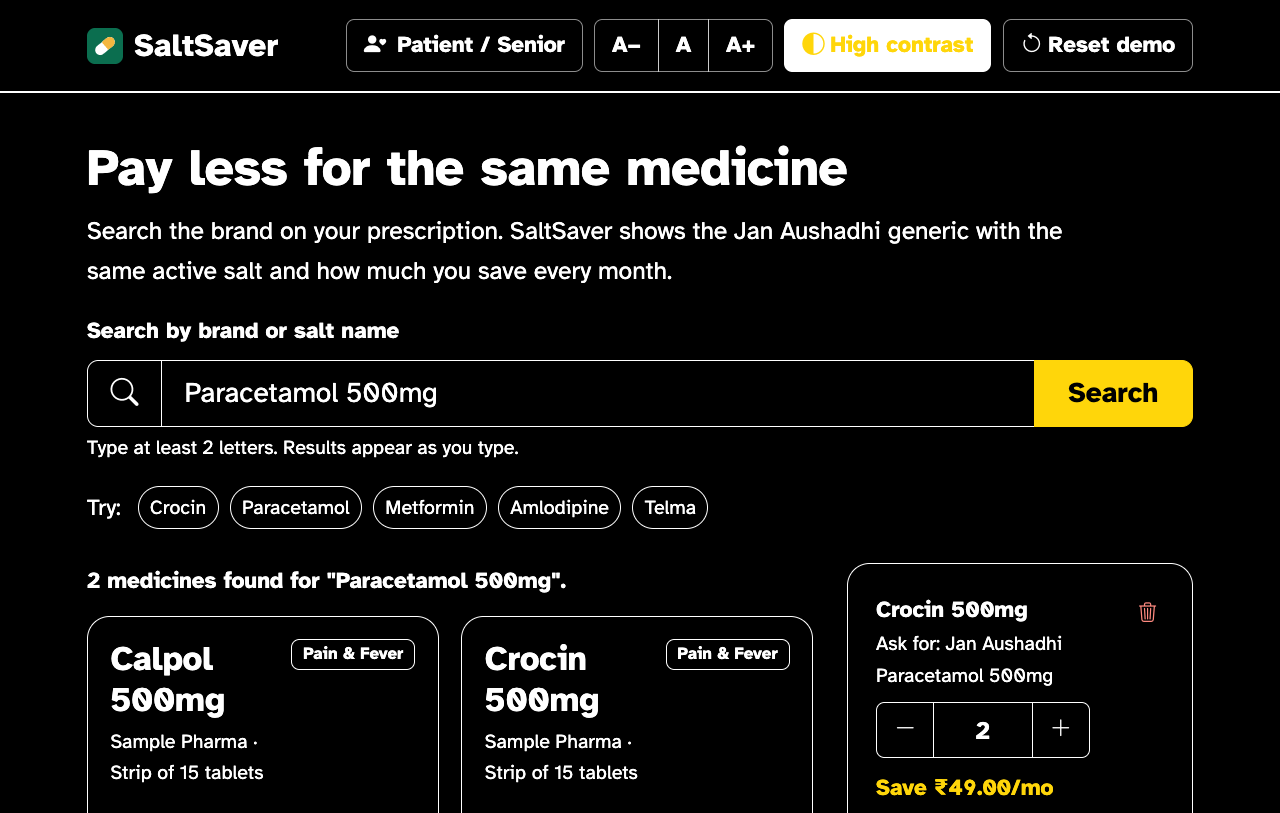 SaltSaver
Patient / Senior
A−
A
A+
High contrast
Reset demo
Pay less for the same medicine
Search the brand on your prescription. SaltSaver shows the Jan Aushadhi generic with the
same active salt and how much you save every month.
Search by brand or salt name
Paracetamol 500mg
Search
Type at least 2 letters. Results appear as you type.
Try:
Crocin
Paracetamol
Metformin
Amlodipine
Telma
2 medicines found for "Paracetamol 500mg".
Calpol
500mg
Pain & Fever
Sample Pharma ·
Strip of 15 tablets
Crocin
500mg
Pain & Fever
Sample Pharma ·
Strip of 15 tablets
Crocin 500mg
Ask for: Jan Aushadhi
Paracetamol 500mg
−
2
+
Save ₹49.00/mo